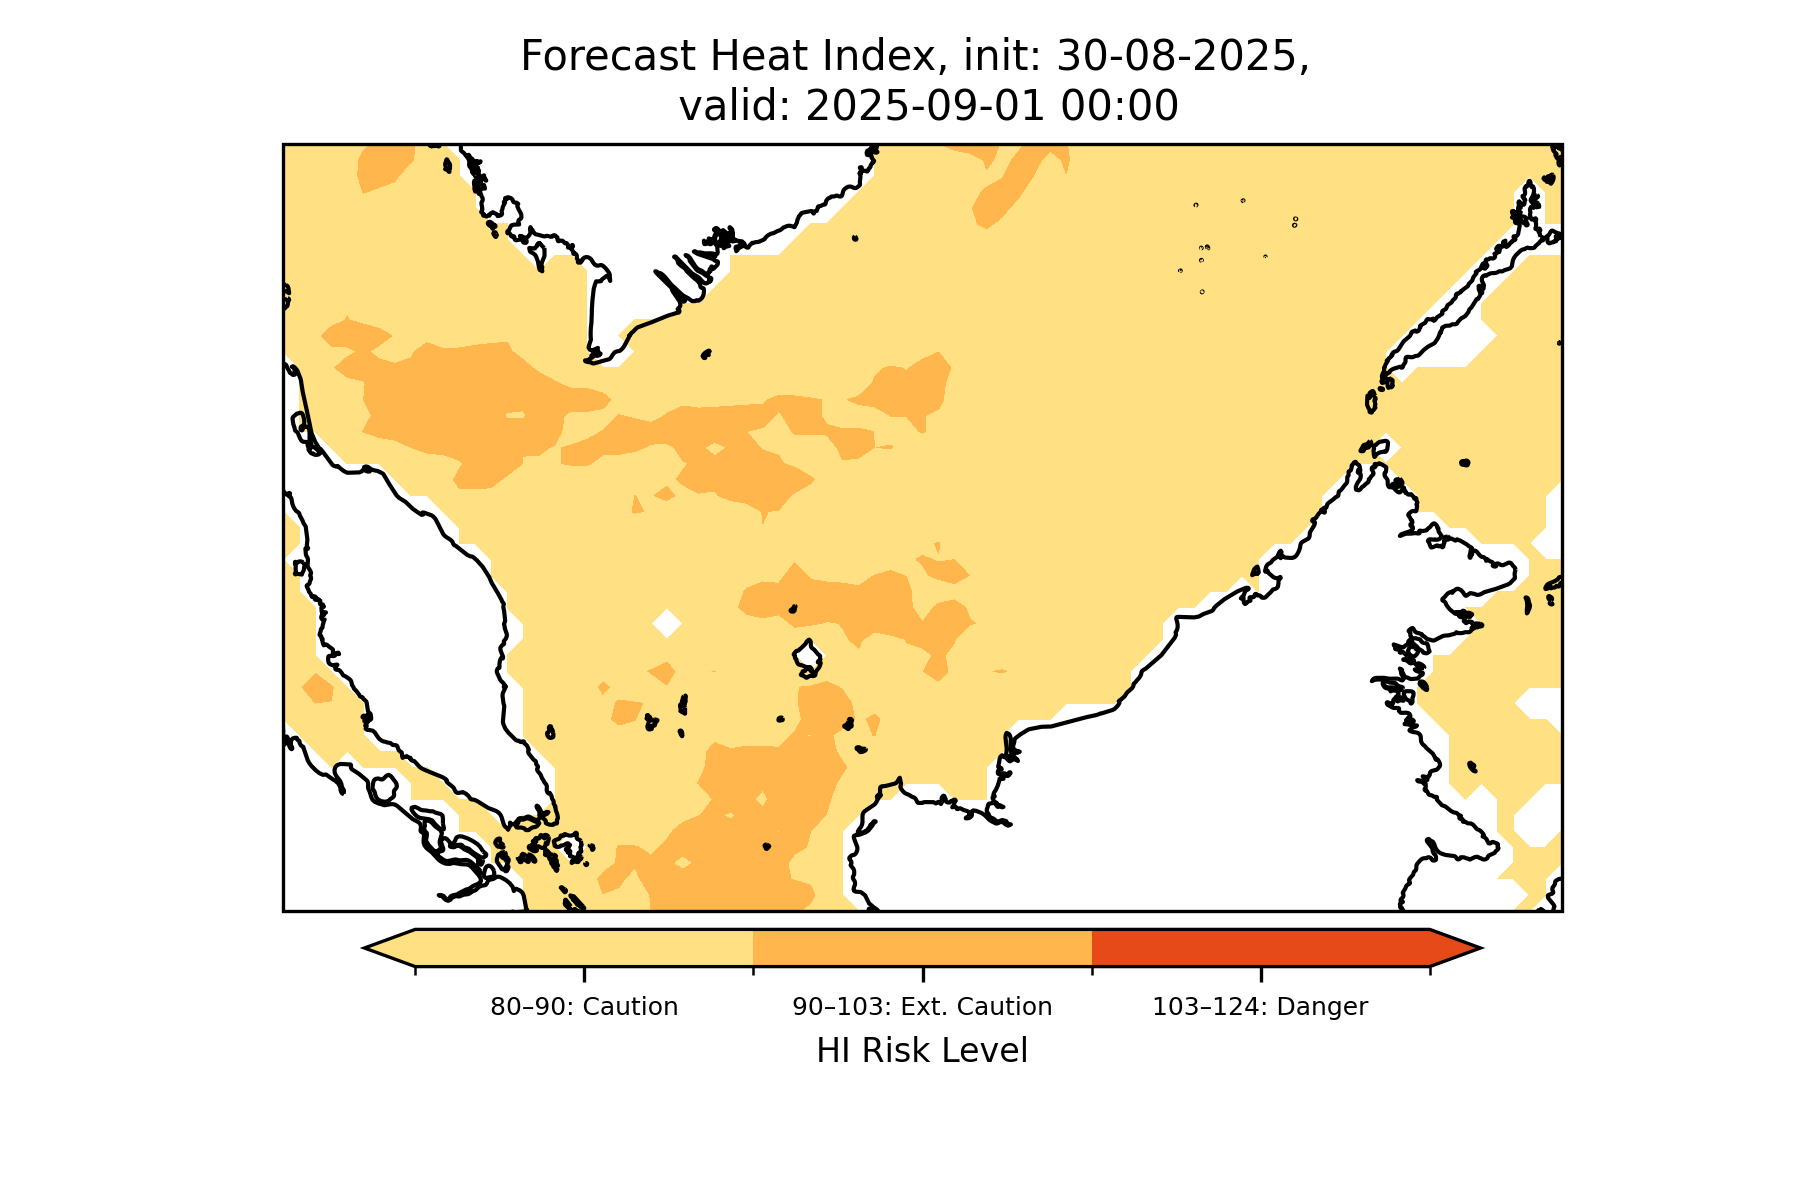 Forecast Heat Index, init: 30-08-2025,
valid: 2025-09-01 00:00
80–90: Caution
90–103: Ext. Caution
103–124: Danger
HI Risk Level